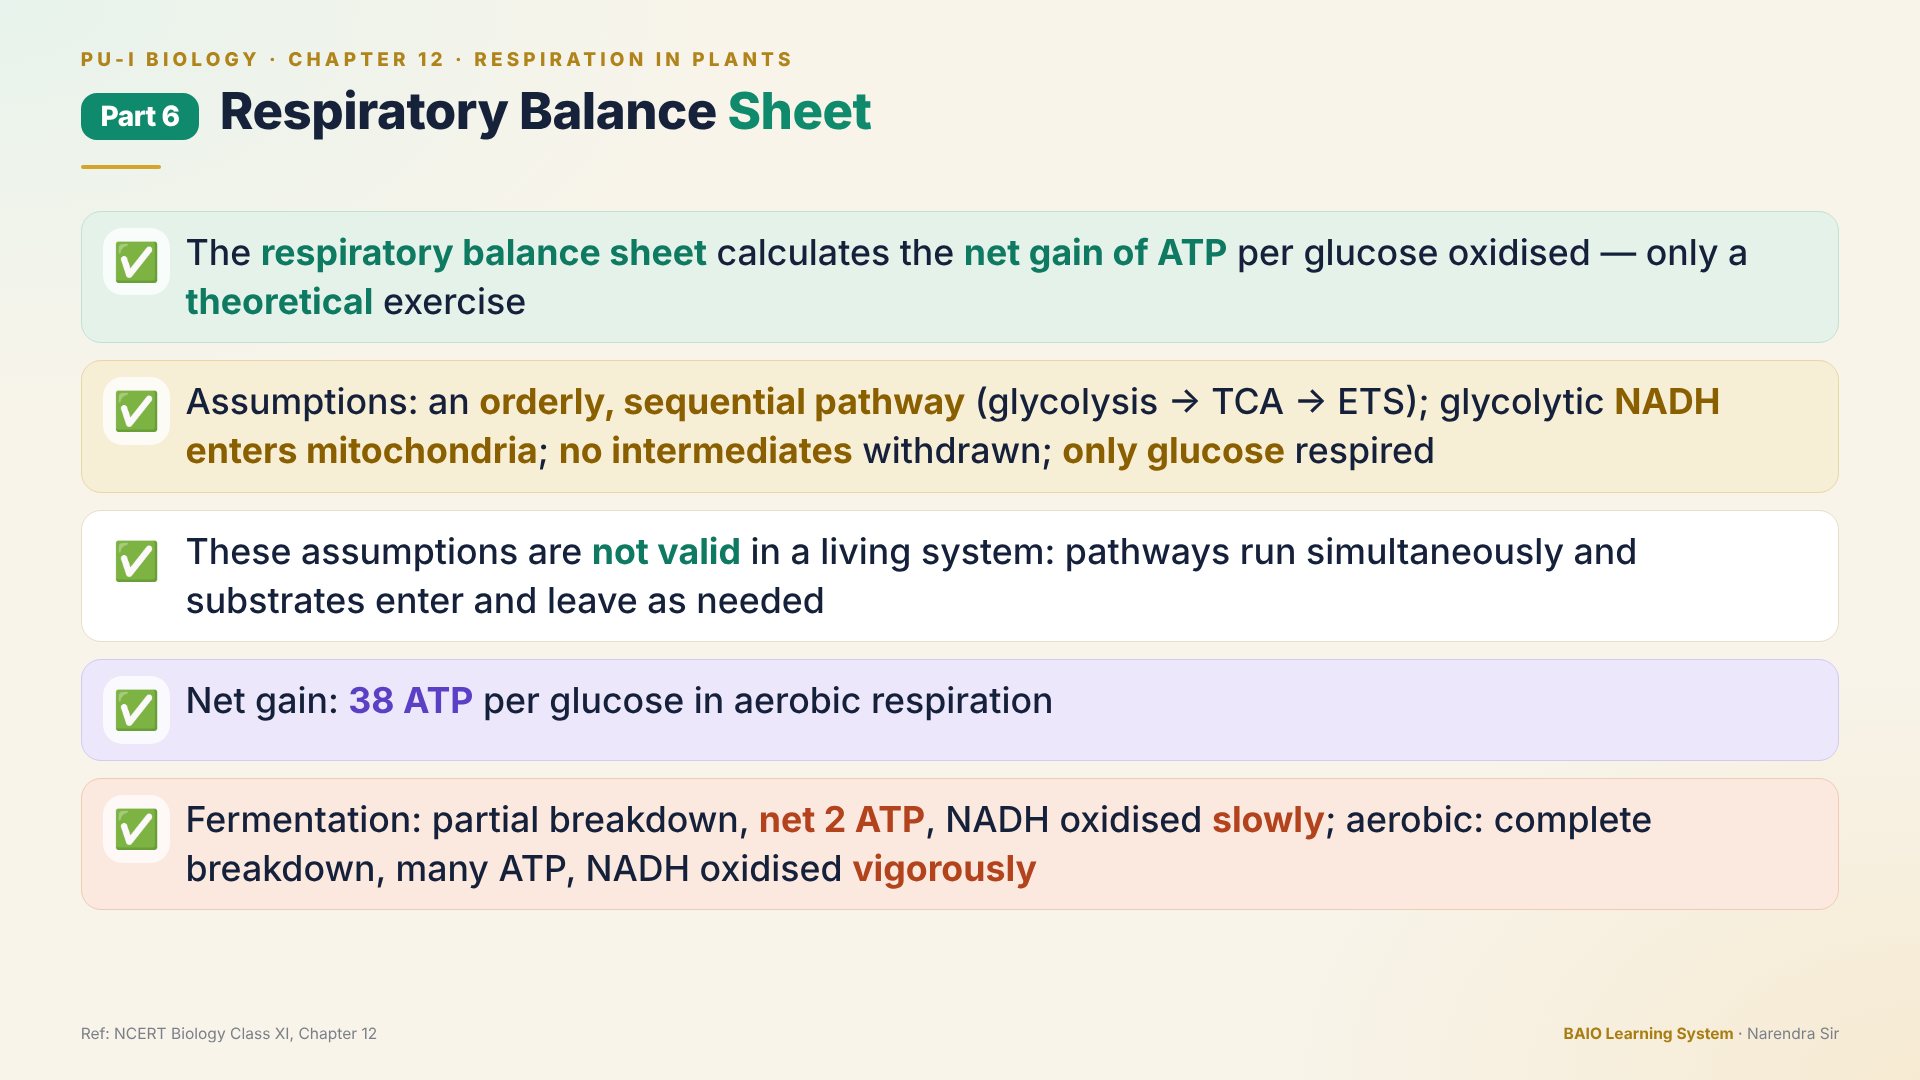 PU-I BIOLOGY · CHAPTER 12 · RESPIRATION IN PLANTS
Part 6 Respiratory Balance Sheet
✅ The respiratory balance sheet calculates the net gain of ATP per glucose oxidised — only a
theoretical exercise
✅ Assumptions: an orderly, sequential pathway (glycolysis → TCA → ETS); glycolytic NADH
enters mitochondria; no intermediates withdrawn; only glucose respired
✅ These assumptions are not valid in a living system: pathways run simultaneously and
substrates enter and leave as needed
✅ Net gain: 38 ATP per glucose in aerobic respiration
✅ Fermentation: partial breakdown, net 2 ATP, NADH oxidised slowly; aerobic: complete
breakdown, many ATP, NADH oxidised vigorously
Ref: NCERT Biology Class XI, Chapter 12
BAIO Learning System · Narendra Sir